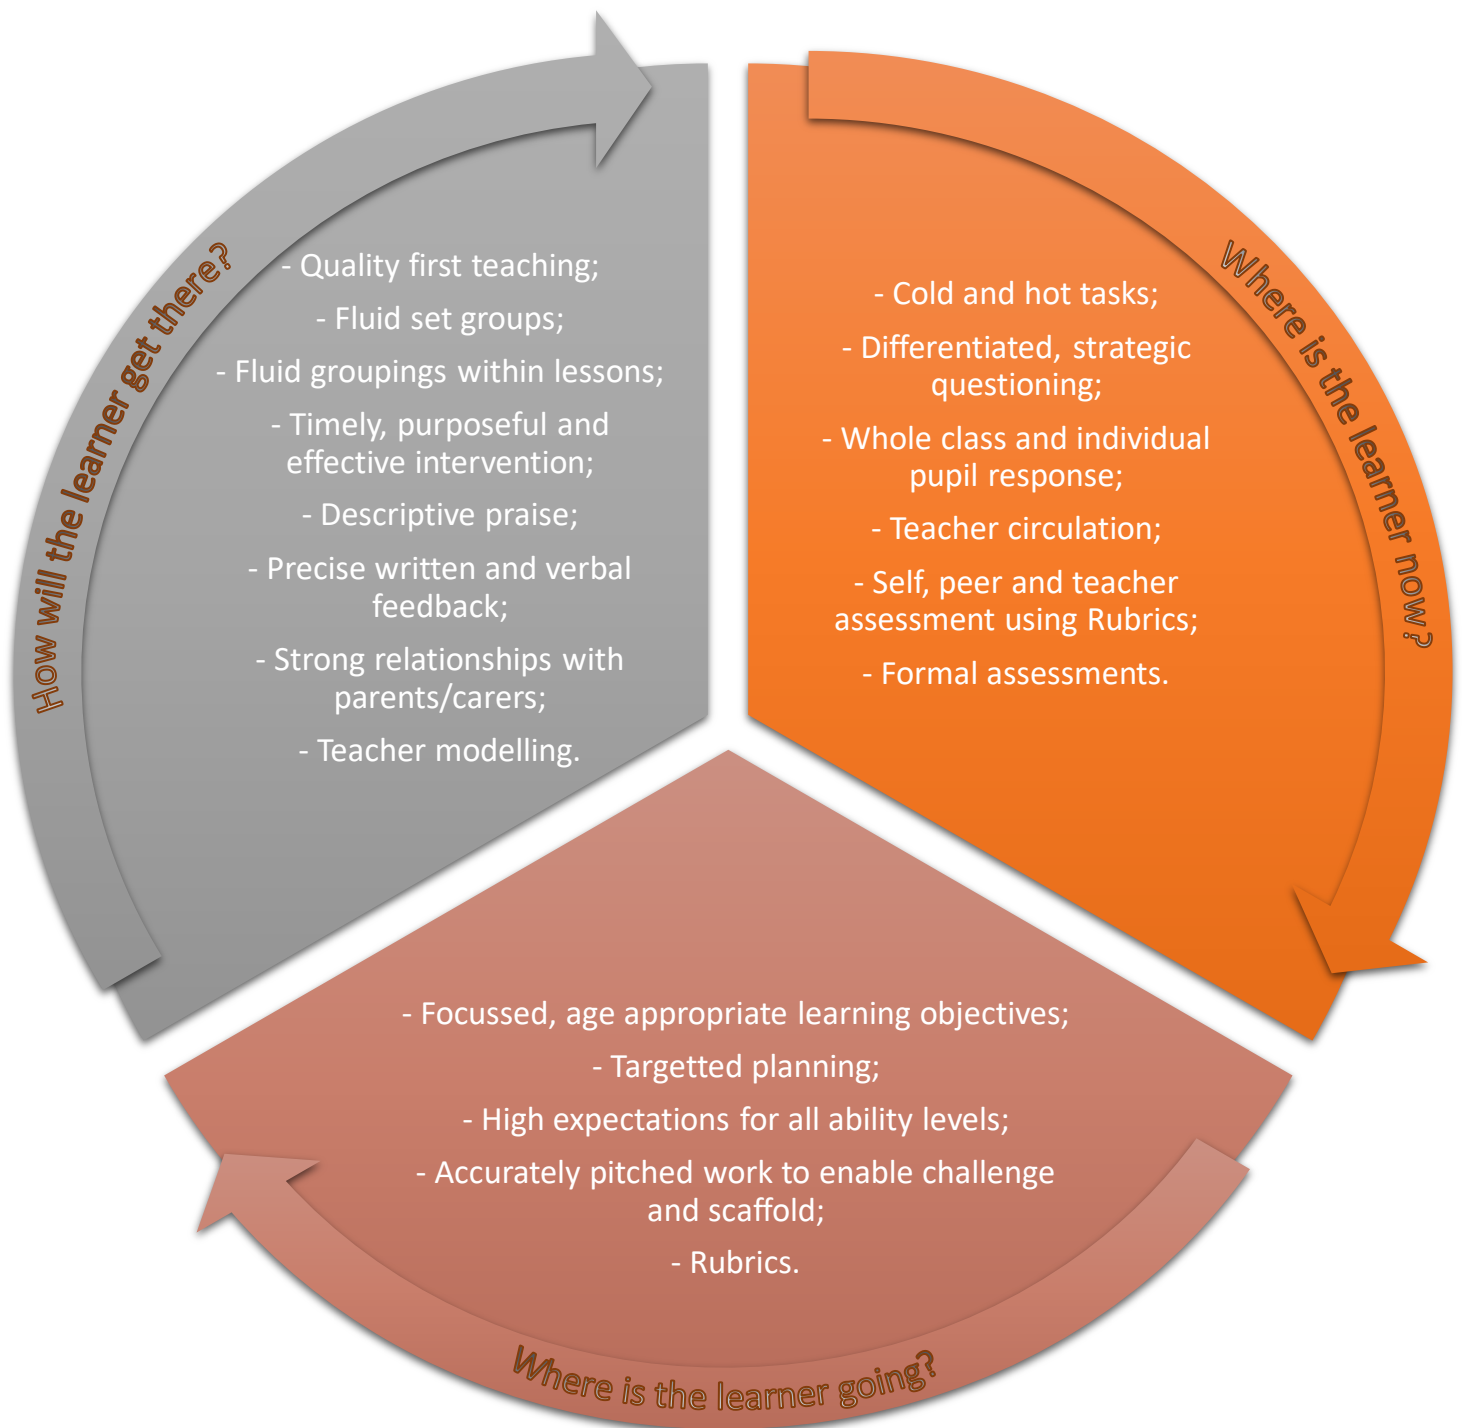 How will the learner get there?
- Quality first teaching;
- Fluid set groups;
- Fluid groupings within lessons;
- Timely, purposeful and
effective intervention;
- Descriptive praise;
- Precise written and verbal
feedback;
- Strong relationships with
parents/carers;
- Teacher modelling.
Where is the learner now?
- Cold and hot tasks;
- Differentiated, strategic
questioning;
- Whole class and individual
pupil response;
- Teacher circulation;
- Self, peer and teacher
assessment using Rubrics;
- Formal assessments.
- Focussed, age appropriate learning objectives;
- Targetted planning;
- High expectations for all ability levels;
- Accurately pitched work to enable challenge
and scaffold;
- Rubrics.
Where is the learner going?